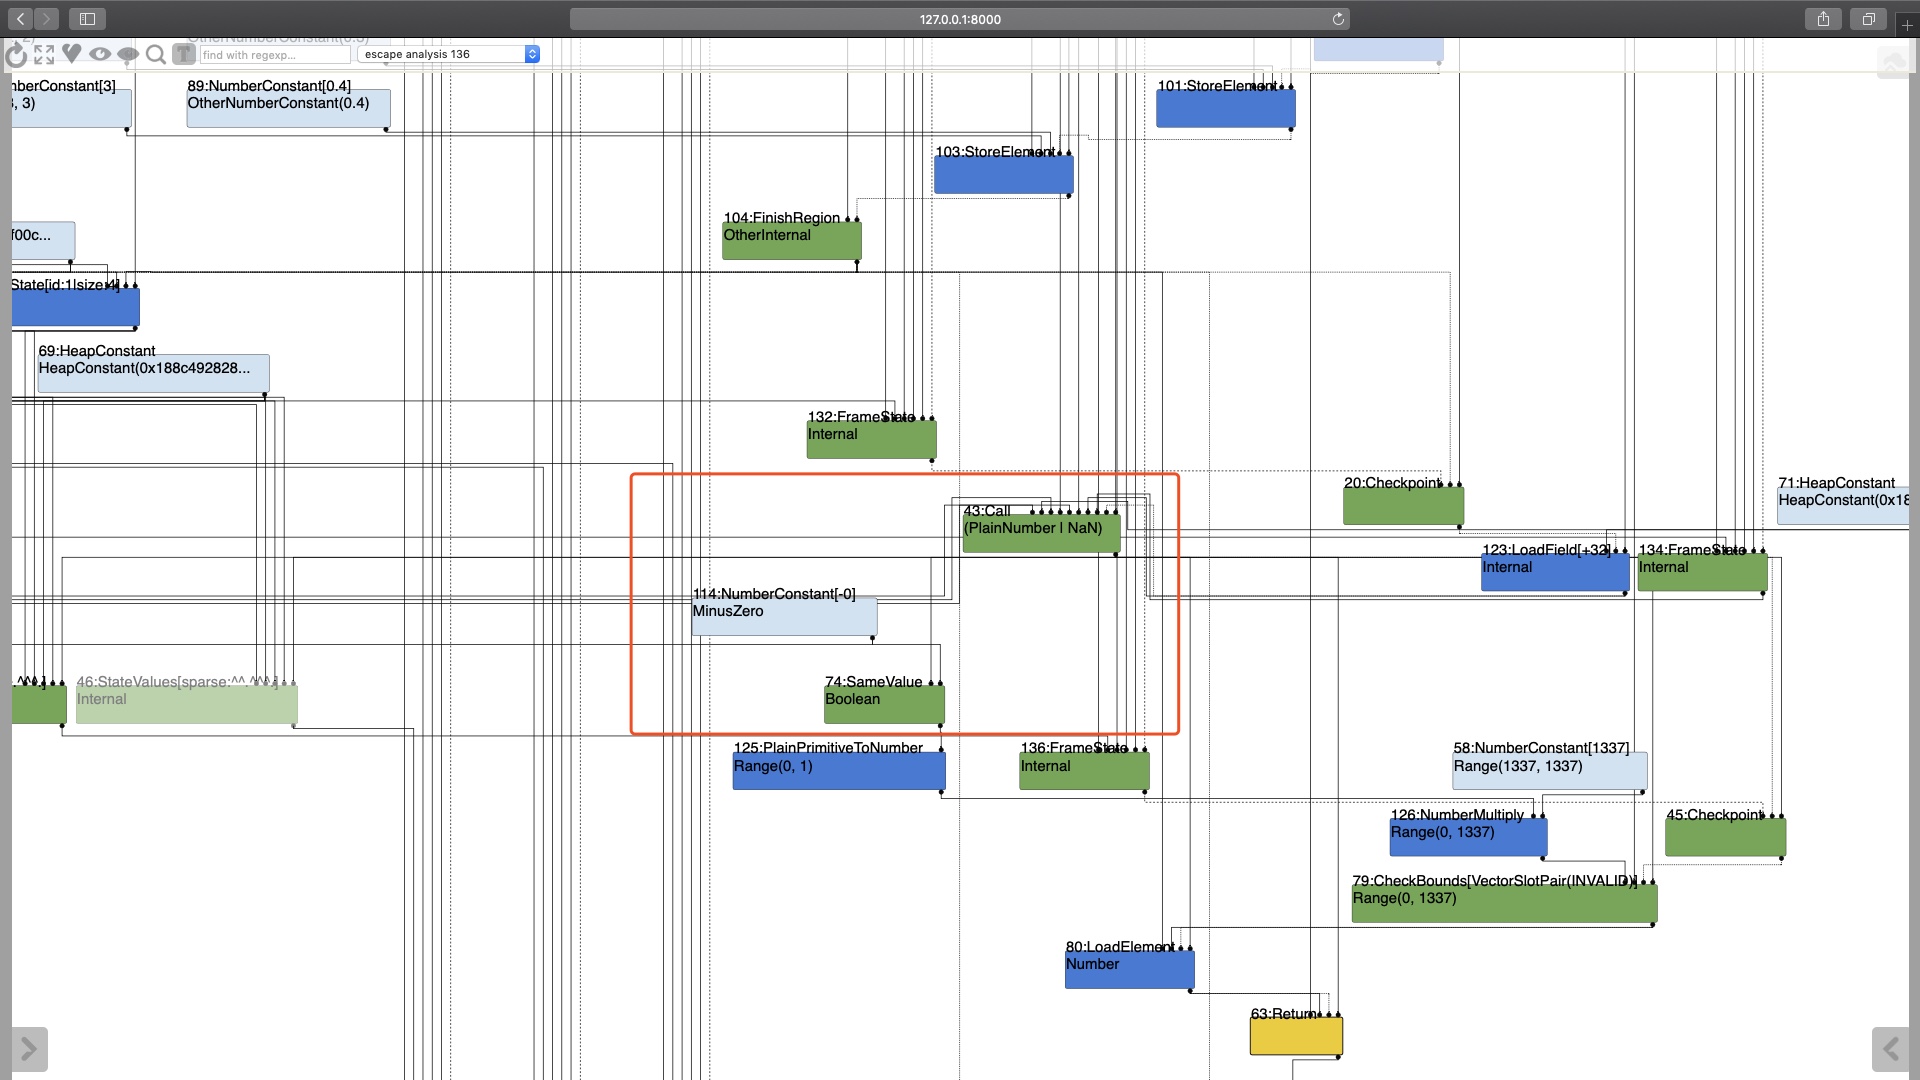 127.0.0.1:8000
find with regexp...
escape analysis 136
berConstant[3]
, 3)
89:NumberConstant[0.4]
OtherNumberConstant(0.4)
101:StoreElement
103:StoreElement
104:FinishRegion
OtherInternal
f00c...
State[id:1|size:4]
69:HeapConstant
HeapConstant(0x188c492828...
132:FrameState
Internal
20:Checkpoint
71:HeapConstant
HeapConstant(0x18
43:Call
(PlainNumber | NaN)
123:LoadField[+32]
Internal
134:FrameState
Internal
114:NumberConstant[-0]
MinusZero
46:StateValues[sparse:^^.^^^.]
Internal
74:SameValue
Boolean
125:PlainPrimitiveToNumber
Range(0, 1)
136:FrameState
Internal
58:NumberConstant[1337]
Range(1337, 1337)
126:NumberMultiply
Range(0, 1337)
45:Checkpoint
79:CheckBounds[VectorSlotPair(INVALID)]
Range(0, 1337)
80:LoadElement
Number
63:Return